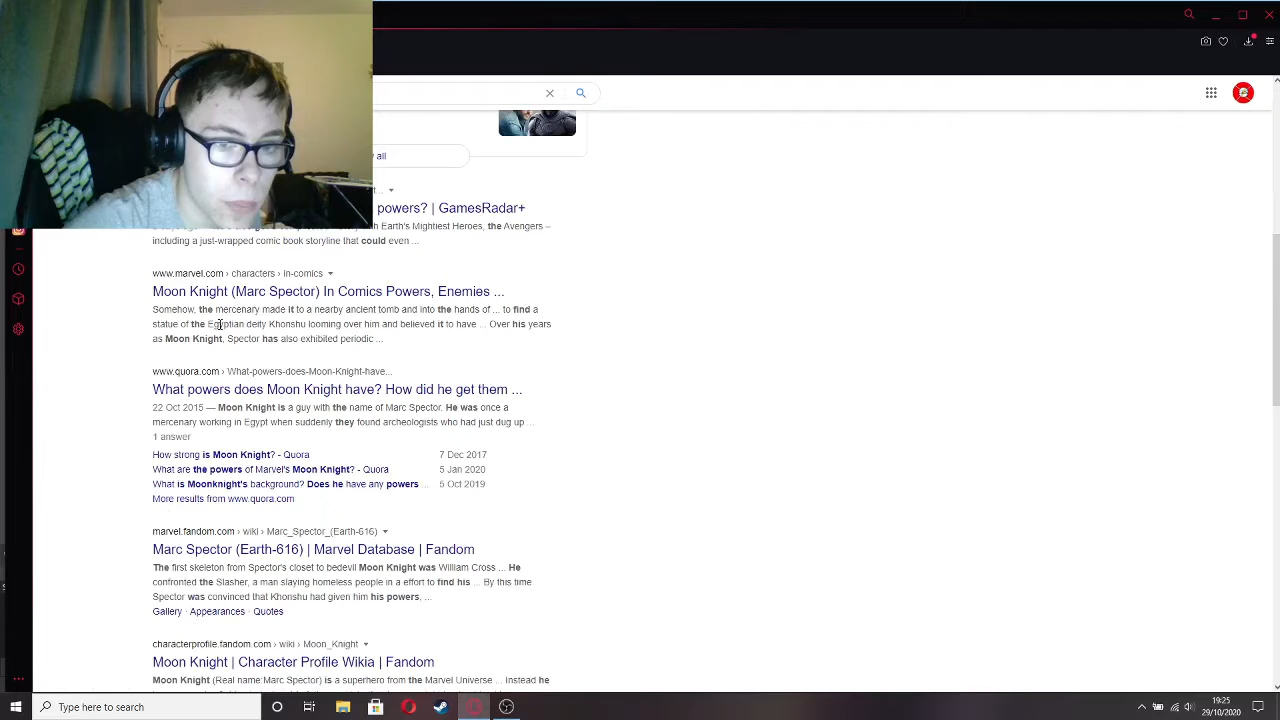 all
t... 
powers? | GamesRadar+
Earth's Mightiest Heroes, the Avengers –
including a just-wrapped comic book storyline that could even ...
www.marvel.com › characters › in-comics
Moon Knight (Marc Spector) In Comics Powers, Enemies ...
Somehow, the mercenary made it to a nearby ancient tomb and into the hands of ... to find a
statue of the Egyptian deity Khonshu looming over him and believed it to have ... Over his years
as Moon Knight, Spector has also exhibited periodic ...
www.quora.com › What-powers-does-Moon-Knight-have...
What powers does Moon Knight have? How did he get them ...
22 Oct 2015 — Moon Knight is a guy with the name of Marc Spector. He was once a
mercenary working in Egypt when suddenly they found archeologists who had just dug up ...
1 answer
How strong is Moon Knight? - Quora 7 Dec 2017
What are the powers of Marvel's Moon Knight? - Quora 5 Jan 2020
What is Moonknight's background? Does he have any powers ... 5 Oct 2019
More results from www.quora.com
marvel.fandom.com › wiki › Marc_Spector_(Earth-616)
Marc Spector (Earth-616) | Marvel Database | Fandom
The first skeleton from Spector's closet to bedevil Moon Knight was William Cross ... He
confronted the Slasher, a man slaying homeless people in a effort to find his ... By this time
Spector was convinced that Khonshu had given him his powers, ...
Gallery · Appearances · Quotes
characterprofile.fandom.com › wiki › Moon_Knight
Moon Knight | Character Profile Wikia | Fandom
Moon Knight (Real name:Marc Spector) is a superhero from the Marvel Universe ... Instead he
Type here to search
19:25
29/10/2020